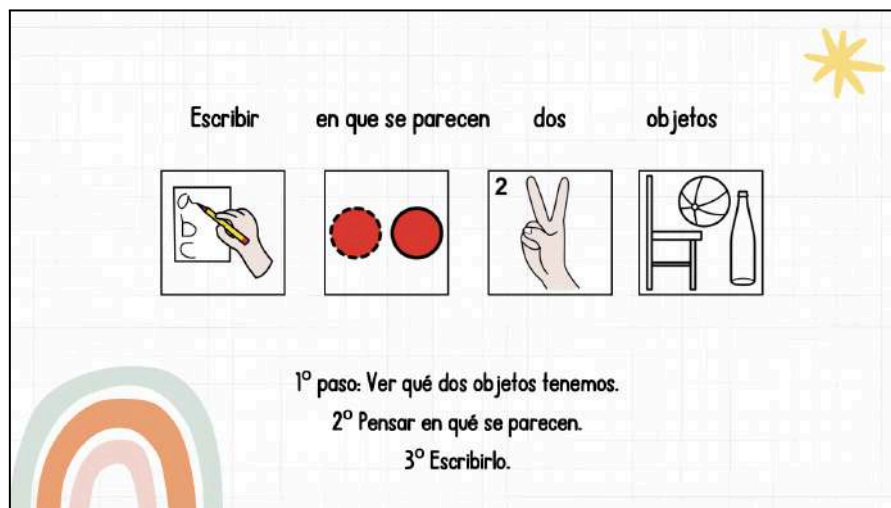 Escribir en que se parecen dos objetos
2
a
b
c
1º paso: Ver qué dos objetos tenemos.
2º Pensar en qué se parecen.
3º Escribirlo.